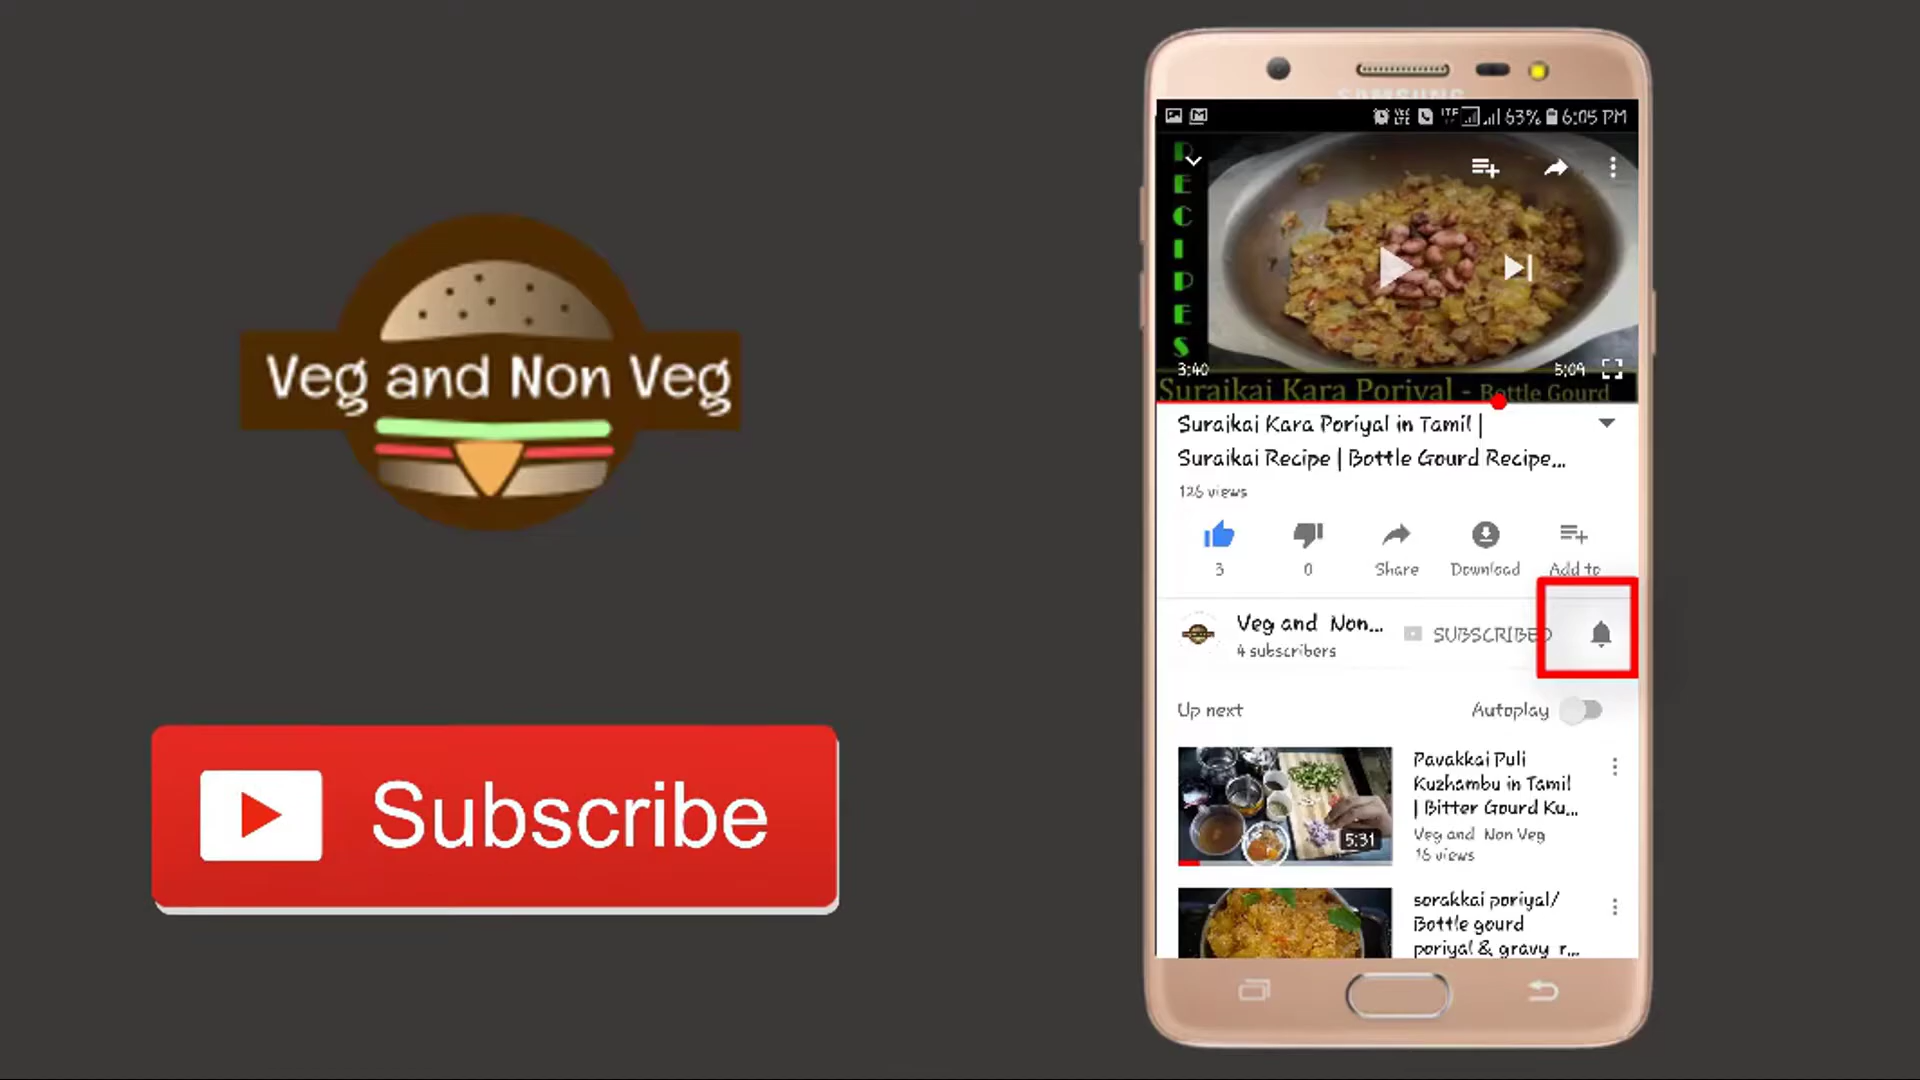 Veg and Non Veg
Subscribe
SAMSUNG
63% 6:05 PM
RECIPES
3:40
5:09
Suraikai Kara Poriyal - Bottle Gourd
Suraikai Kara Poriyal in Tamil |
Suraikai Recipe | Bottle Gourd Recipe...
126 views
3
0
Share
Download
Add to
Veg and Non...
4 subscribers
SUBSCRIBED
Up next
Autoplay
5:31
Pavakkai Puli
Kuzhambu in Tamil
| Bitter Gourd Ku...
Veg and Non Veg
16 views
sorakkai poriyal/
Bottle gourd
poriyal & gravy r...